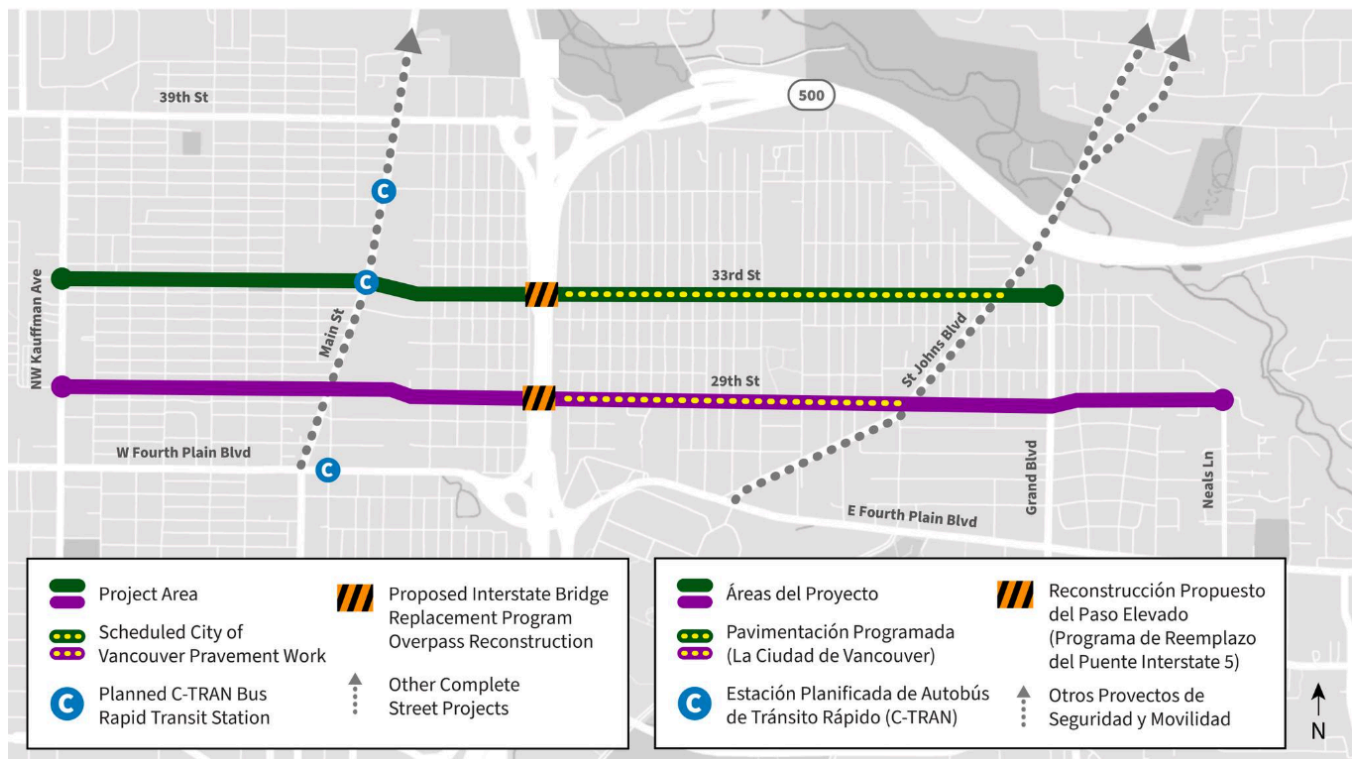 39th St
500
33rd St
NW Kauffman Ave
C
C
Main St
St Johns Blvd
29th St
W Fourth Plain Blvd
C
E Fourth Plain Blvd
Grand Blvd
Neals Ln
Project Area
Scheduled City of
Vancouver Pravement Work
C
Planned C-TRAN Bus
Rapid Transit Station
Proposed Interstate Bridge
Replacement Program
Overpass Reconstruction
Other Complete
Street Projects
Áreas del Proyecto
Pavimentación Programada
(La Ciudad de Vancouver)
C
Estación Planificada de Autobús
de Tránsito Rápido (C-TRAN)
Reconstrucción Propuesto
del Paso Elevado
(Programa de Reemplazo
del Puente Interstate 5)
Otros Provectos de
Seguridad y Movilidad
N